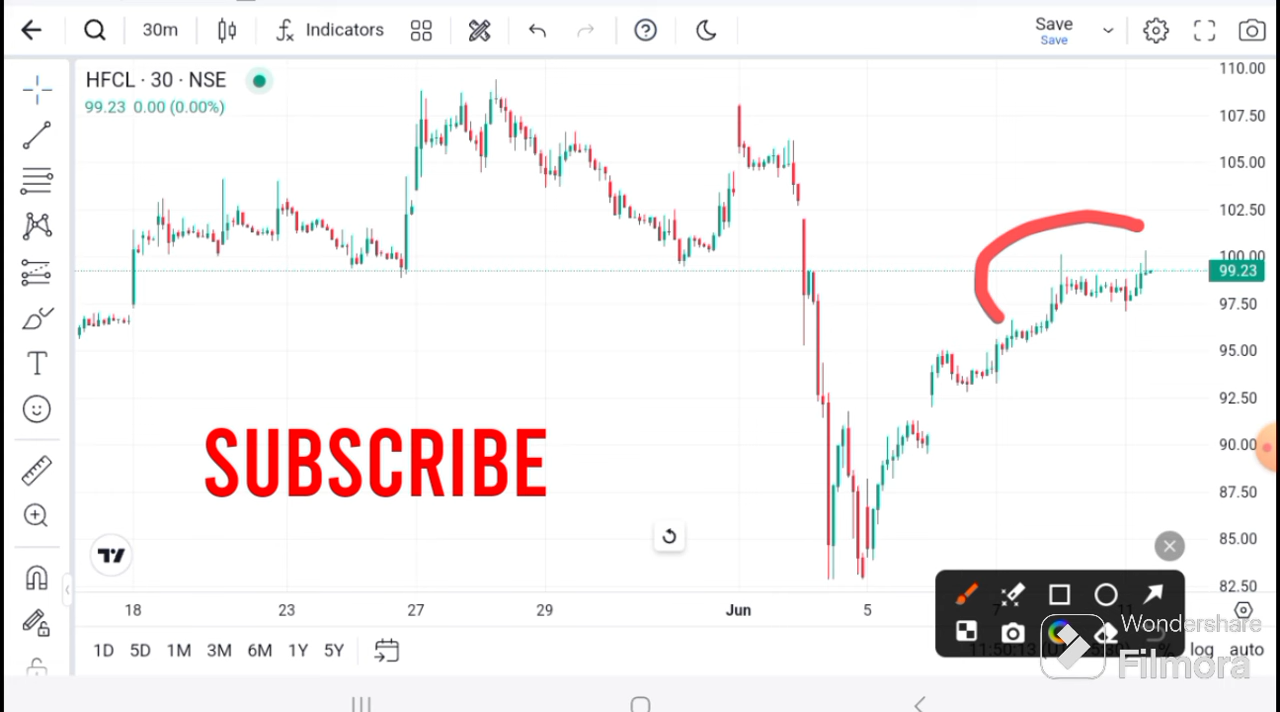 30m
Indicators
Save
Save
HFCL · 30 · NSE
99.23 0.00 (0.00%)
110.00
107.50
105.00
102.50
100.00
99.23
97.50
95.00
92.50
90.00
87.50
85.00
82.50
SUBSCRIBE
18 23 27 29 Jun 5
1D 5D 1M 3M 6M 1Y 5Y
11:50:13
% log auto
Wondershare
Filmora